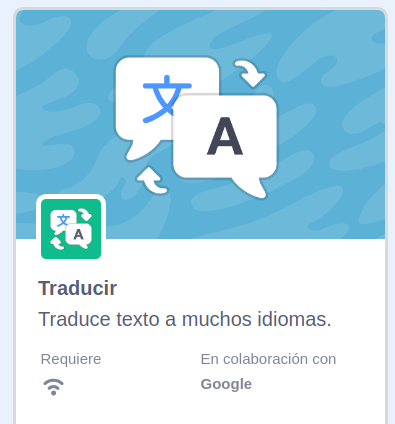 文
A
文
A
Traducir
Traduce texto a muchos idiomas.
Requiere
En colaboración con
Google